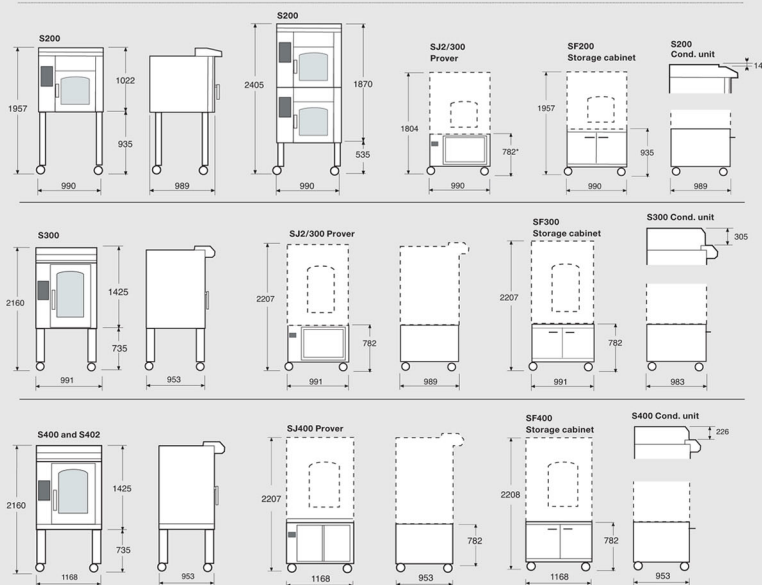 S200
1957
1022
935
990
989
S200
2405
1870
535
990
SJ2/300
Prover
1804
782*
990
SF200
Storage cabinet
1957
935
990
S200
Cond. unit
14
989
S300
2160
1425
735
991
953
SJ2/300 Prover
2207
782
991
989
SF300
Storage cabinet
2207
782
991
S300 Cond. unit
305
983
S400 and S402
2160
1425
735
1168
953
SJ400 Prover
2207
782
1168
953
SF400
Storage cabinet
2208
782
1168
S400 Cond. unit
226
953